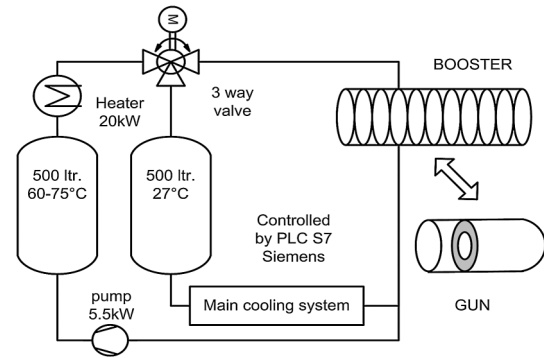 M
BOOSTER
Heater
20kW
3 way
valve
500 ltr.
60-75°C
500 ltr.
27°C
Controlled
by PLC S7
Siemens
pump
5.5kW
Main cooling system
GUN